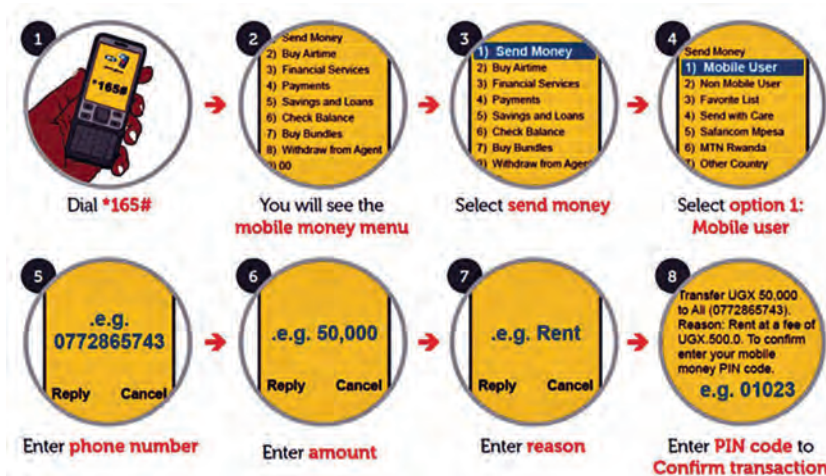 1
*165#
Dial *165#
2
Send Money
2) Buy Airtime
3) Financial Services
4) Payments
5) Savings and Loans
6) Check Balance
7) Buy Bundles
8) Withdraw from Agent
00
You will see the
mobile money menu
3
1) Send Money
2) Buy Airtime
3) Financial Services
4) Payments
5) Savings and Loans
6) Check Balance
7) Buy Bundles
Withdraw from Agen
Select send money
4
Send Money
1) Mobile User
2) Non Mobile User
3) Favorite List
4) Send with Care
5) Safaricom Mpesa
6) MTN Rwanda
7) Other Country
Select option 1:
Mobile user
5
.e.g.
0772865743
Reply Cancel
Enter phone number
6
.e.g. 50,000
Reply Cancel
Enter amount
7
.e.g. Rent
Reply Cancel
Enter reason
8
Transfer UGX 50,000
to Ali (0772865743).
Reason: Rent at a fee of
UGX.500.0. To confirm
enter your mobile
money PIN code.
e.g. 01023
Enter PIN code to
Confirm transaction